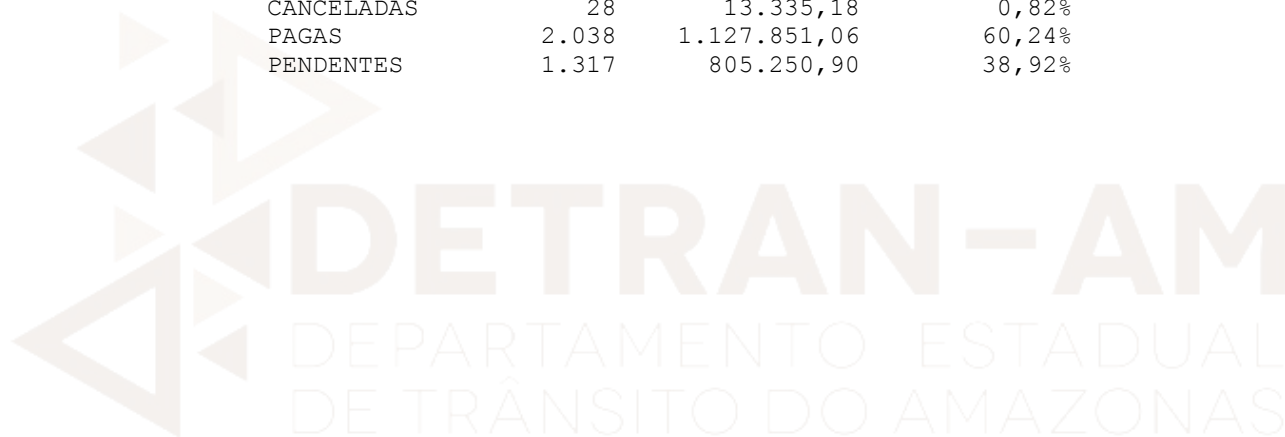 CANCELADAS 28 13.335,18 0,82%
PAGAS 2.038 1.127.851,06 60,24%
PENDENTES 1.317 805.250,90 38,92%
DETRAN-AM
DEPARTAMENTO ESTADUAL
DE TRÂNSITO DO AMAZONAS